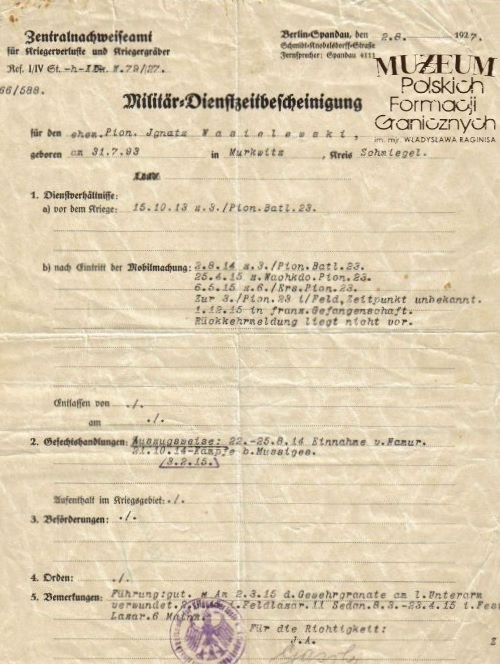 Zentralnachweiseamt
für Kriegerverluste und Kriegergräber
Berlin-Spandau, den 2.8. 1927.
Schmidt-Knobelsdorff-Straße
Fernsprecher: Spandau 4111
MUZEUM
Polskich
Formacji
Granicznych
im. mjr. WŁADYSŁAWA RAGINISA
66/588.
Militär-Dienstzeitbescheinigung
für den ehem. Pion. Jgnatz Wasielewski,
geboren am 31.7.93 in Murkwitz, Kreis Schmiegel.
1. Dienstverhältnisse:
a) vor dem Kriege: 15.10.13 z.3./Pion.Batl.23.
b) nach Eintritt der Mobilmachung: 2.8.14 z.3./Pion.Batl.23.
25.4.15 z.Wachkdo.Pion.23.
6.5.15 z.6./Ers.Pion.23.
Zur 3./Pion.23 i/Feld, Zeitpunkt unbekannt.
1.12.15 in franz.Gefangenschaft.
Rückkehrmeldung liegt nicht vor.
Entlassen von ./.
am ./.
2. Gefechtshandlungen: Auszugsweise: 22.-25.8.14 Einnahme v.Namur.
21.10.14-Kämpfe b.Mussiges.
(3.2.15.)
Aufenthalt im Kriegsgebiet: ./.
3. Beförderungen: ./.
4. Orden: ./.
5. Bemerkungen: Führung:gut. Am 2.3.15 d.Gewehrgranate am l.Unterarm
verwundet. Feldlazar.11 Sedan.8.3.-23.4.15 i.Fest
Lazar.6 Mainz.
Für die Richtigkeit:
J.A.